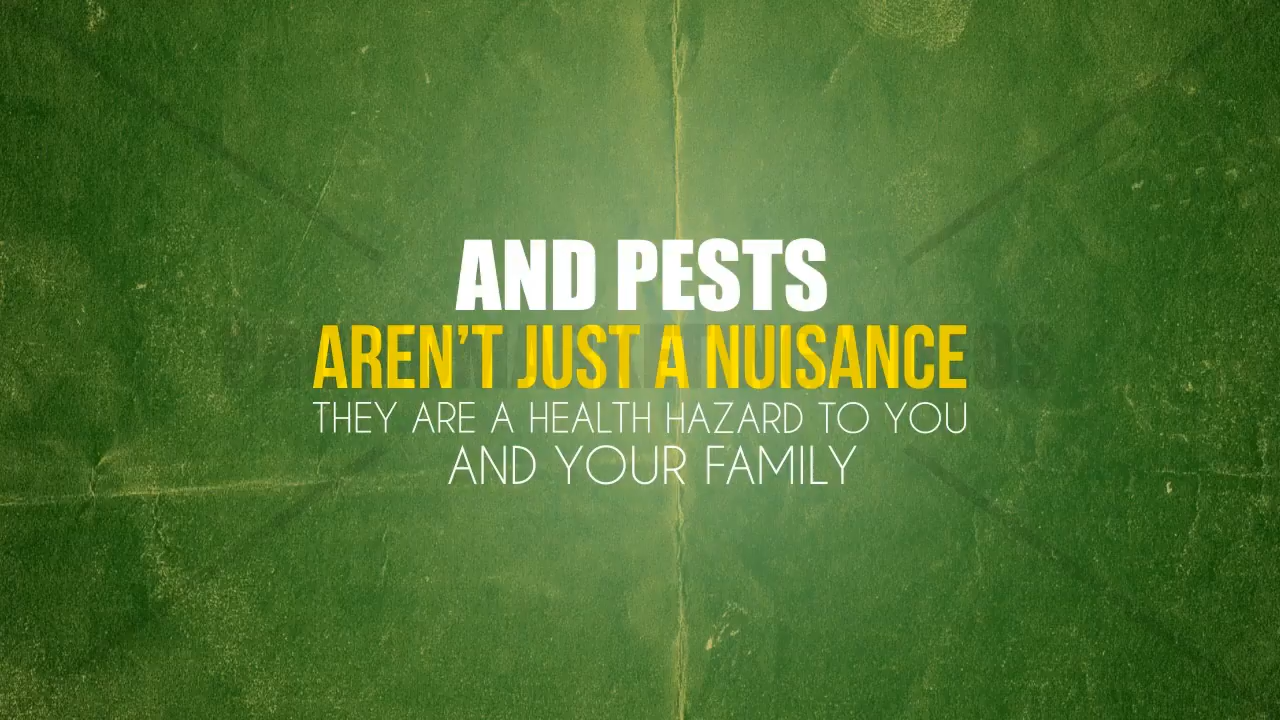 AND PESTS
AREN'T JUST A NUISANCE
THEY ARE A HEALTH HAZARD TO YOU
AND YOUR FAMILY